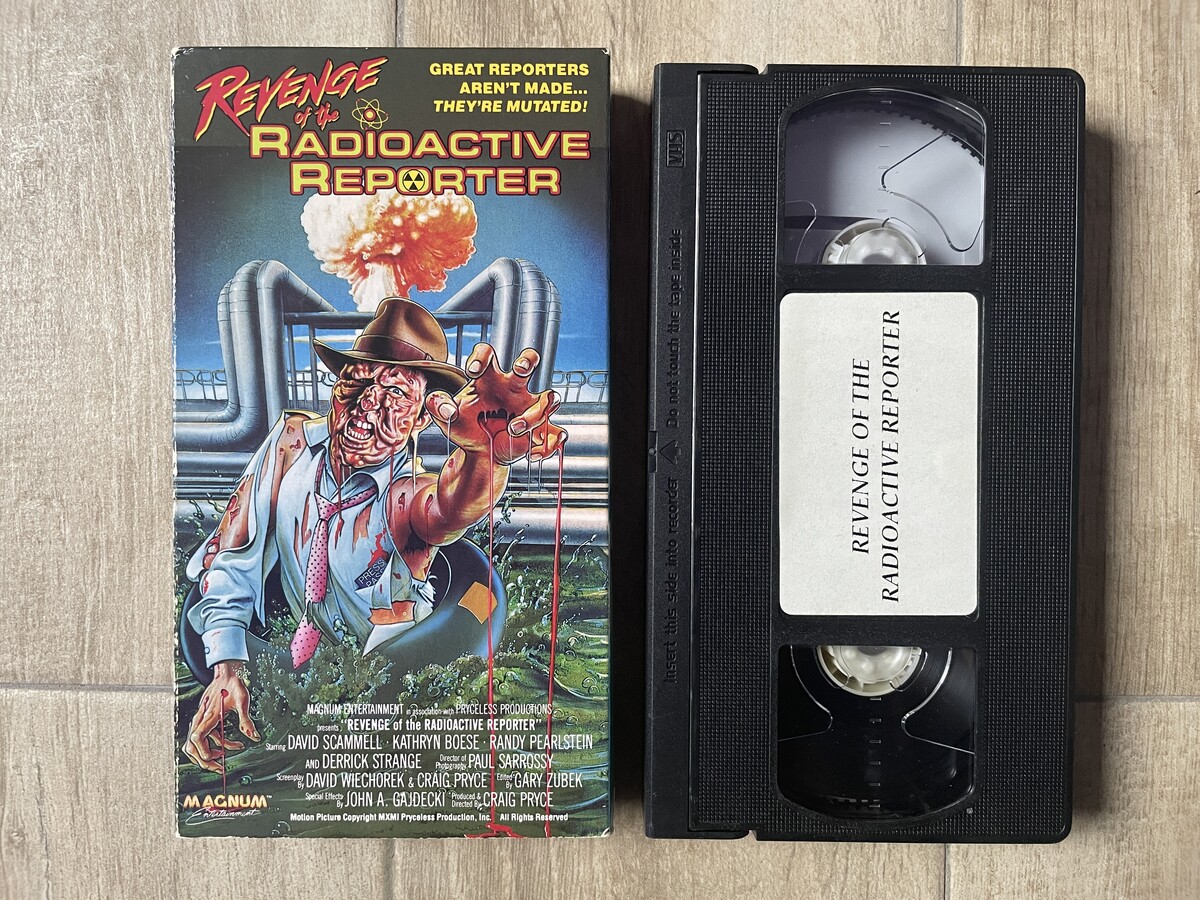 REVENGE
of the
RADIOACTIVE
REPORTER
GREAT REPORTERS
AREN'T MADE...
THEY'RE MUTATED!
PRESS
PASS
MAGNUM ENTERTAINMENT in association with PRYCELESS PRODUCTIONS
presents "REVENGE of the RADIOACTIVE REPORTER"
Starring DAVID SCAMMELL · KATHRYN BOESE · RANDY PEARLSTEIN
AND DERRICK STRANGE Director of Photography PAUL SARROSSY
Screenplay By DAVID WIECHOREK & CRAIG PRYCE Edited By GARY ZUBEK
Special Effects By JOHN A. GAJDECKI Produced & Directed By CRAIG PRYCE
MAGNUM™
Entertainment
Motion Picture Copyright MXMI Pryceless Production, Inc. All Rights Reserved
VHS
Insert this side into recorder Do not touch the tape inside
REVENGE OF THE
RADIOACTIVE REPORTER